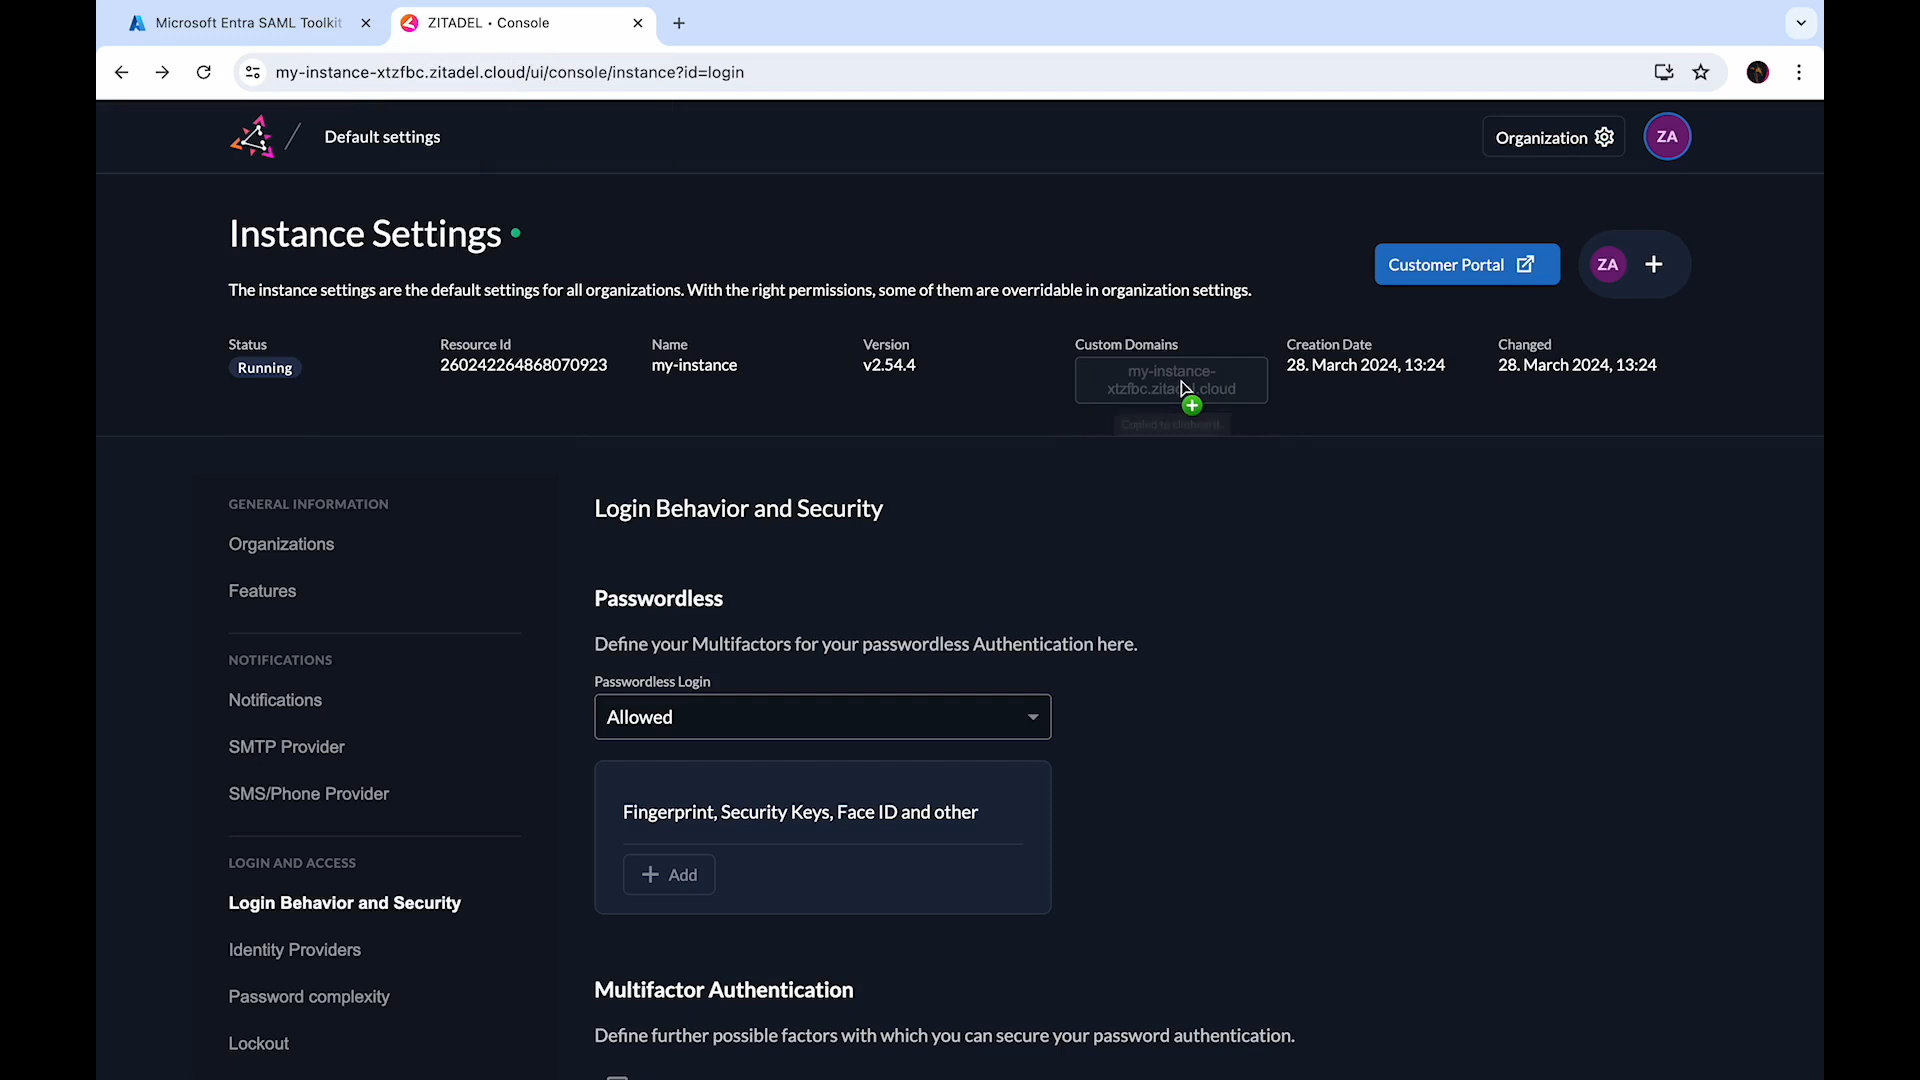 Microsoft Entra SAML Toolkit
ZITADEL • Console
my-instance-xtzfbc.zitadel.cloud/ui/console/instance?id=login
Default settings
Organization
ZA
Instance Settings
Customer Portal
ZA
The instance settings are the default settings for all organizations. With the right permissions, some of them are overridable in organization settings.
Status
Resource Id
Name
Version
Custom Domains
Creation Date
Changed
Running
260242264868070923
my-instance
v2.54.4
my-instance-
xtzfbc.zitadel.cloud
28. March 2024, 13:24
28. March 2024, 13:24
Copied to clipboard.
GENERAL INFORMATION
Organizations
Features
NOTIFICATIONS
Notifications
SMTP Provider
SMS/Phone Provider
LOGIN AND ACCESS
Login Behavior and Security
Identity Providers
Password complexity
Lockout
Login Behavior and Security
Passwordless
Define your Multifactors for your passwordless Authentication here.
Passwordless Login
Allowed
Fingerprint, Security Keys, Face ID and other
Add
Multifactor Authentication
Define further possible factors with which you can secure your password authentication.